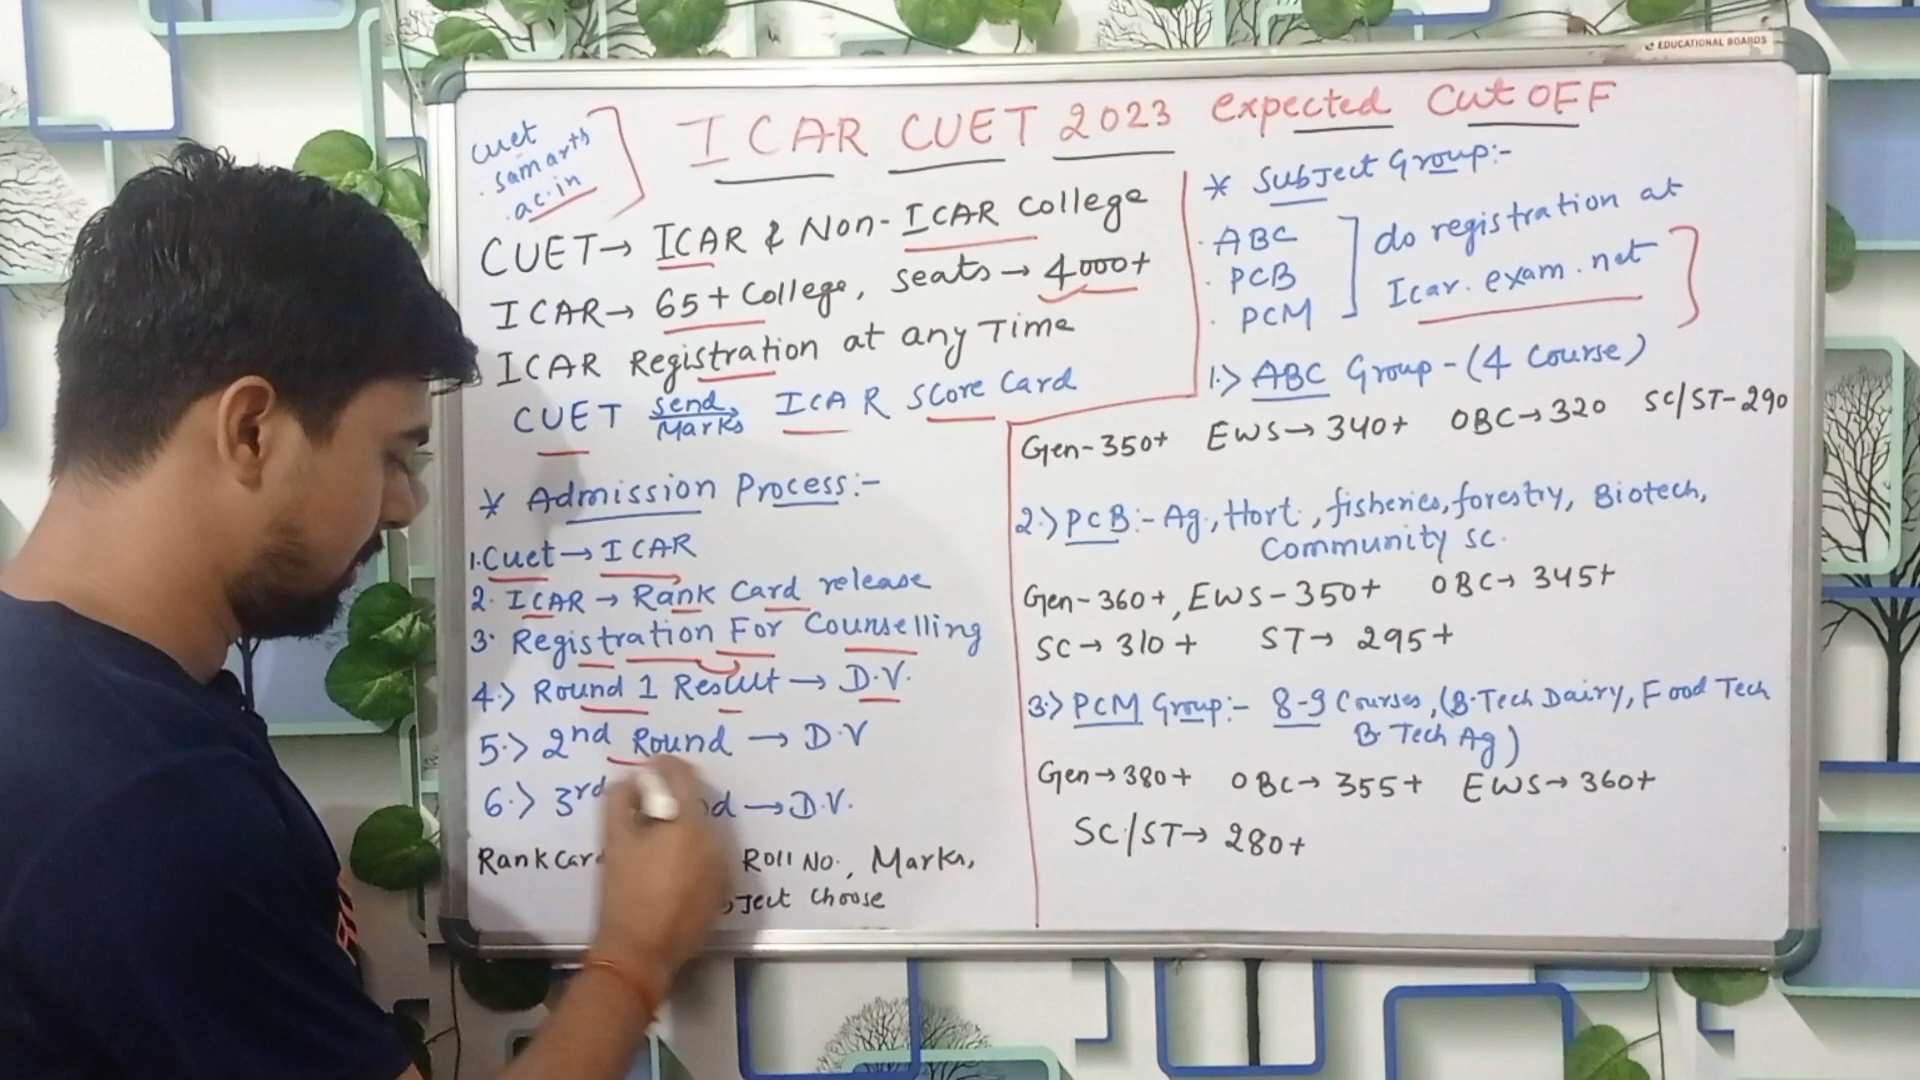 EDUCATIONAL BOARDS
ICAR CUET 2023 expected CutOFF
cuet
.samarth
.ac.in
CUET→ ICAR & Non-ICAR College
ICAR→ 65+ College, seats→ 4000+
ICAR Registration at any Time
CUET send Marks ICAR Score Card
* Admission Process:-
1. Cuet→ICAR
2. ICAR→Rank Card release
3. Registration For Counselling
4.> Round 1 Result → D.V.
5.> 2nd Round → D.V
6.> 3rd → D.V.
Roll No., Marks,
Choose
* Subject Group:-
. ABC
. PCB
. PCM
do registration at
Icar.exam.net
1.> ABC Group-(4 Course)
Gen-350+ EWS→340+ OBC→320 SC/ST-290
2.> PCB:- Ag., Hort., fisheries, forestry, Biotech,
Community sc.
Gen-360+, EWS-350+ OBC→345+
SC→310+ ST→295+
3.> PCM Group:- 8-9 Courses, (B.Tech Dairy, Food Tech
B.Tech Ag)
Gen→380+ OBC→355+ EWS→360+
SC/ST→280+